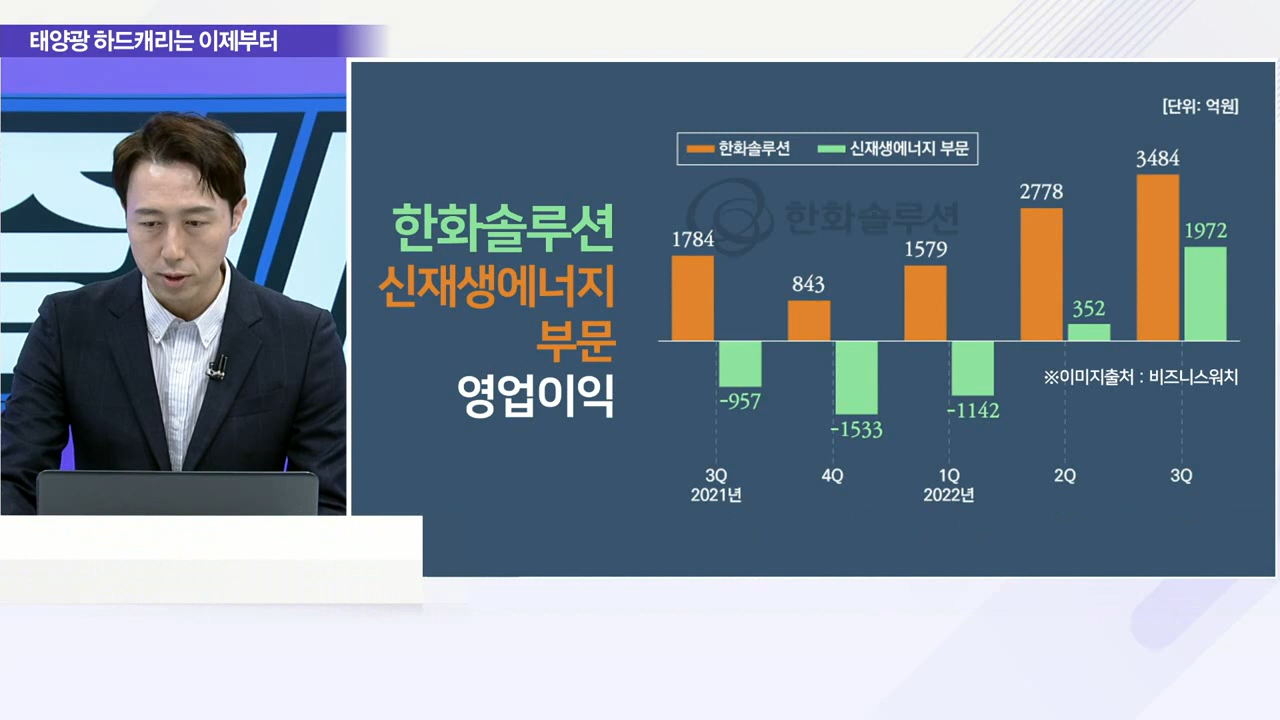 태양광 하드캐리는 이제부터
[단위: 억원]
한화솔루션 신재생에너지 부문
한화솔루션
한화솔루션
신재생에너지
부문
영업이익
1784
843
1579
2778
3484
-957
-1533
-1142
352
1972
※이미지출처 : 비즈니스워치
3Q 4Q 1Q 2Q 3Q
2021년 2022년